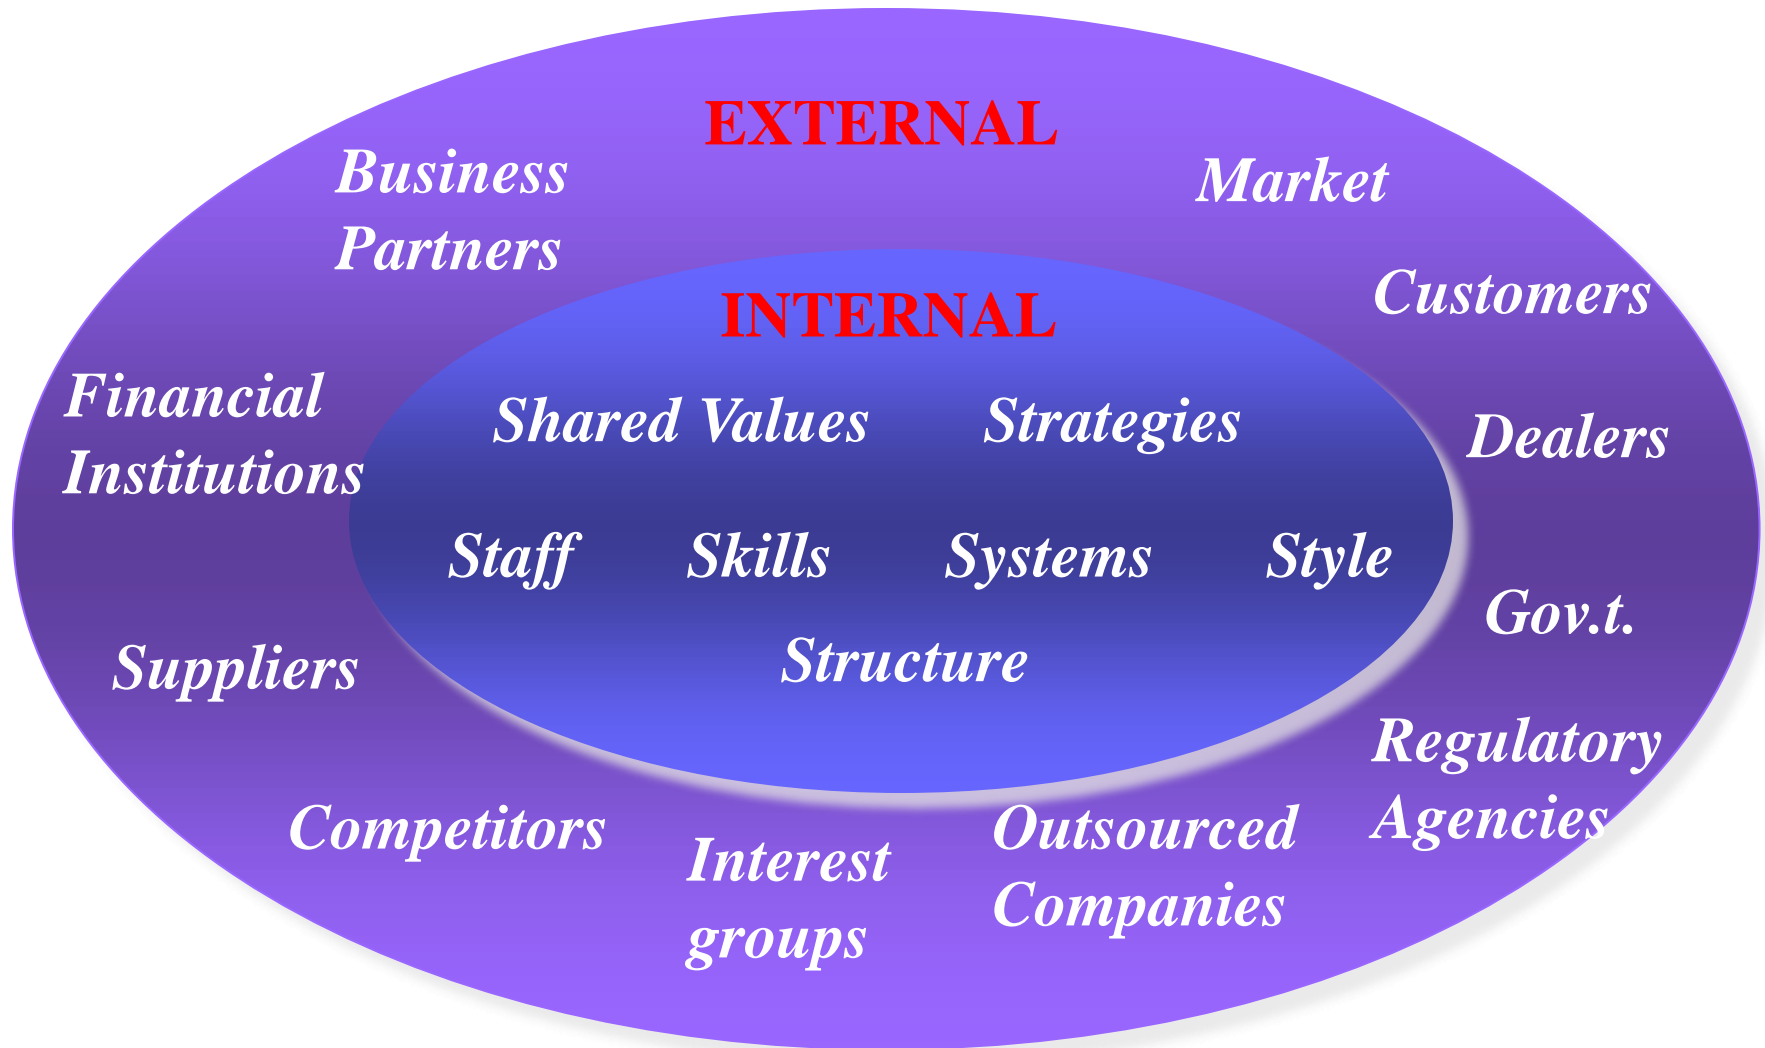 EXTERNAL
Business
Partners
Market
Customers
INTERNAL
Financial
Institutions
Shared Values
Strategies
Dealers
Staff
Skills
Systems
Style
Gov.t.
Structure
Suppliers
Regulatory
Agencies
Competitors
Interest
groups
Outsourced
Companies